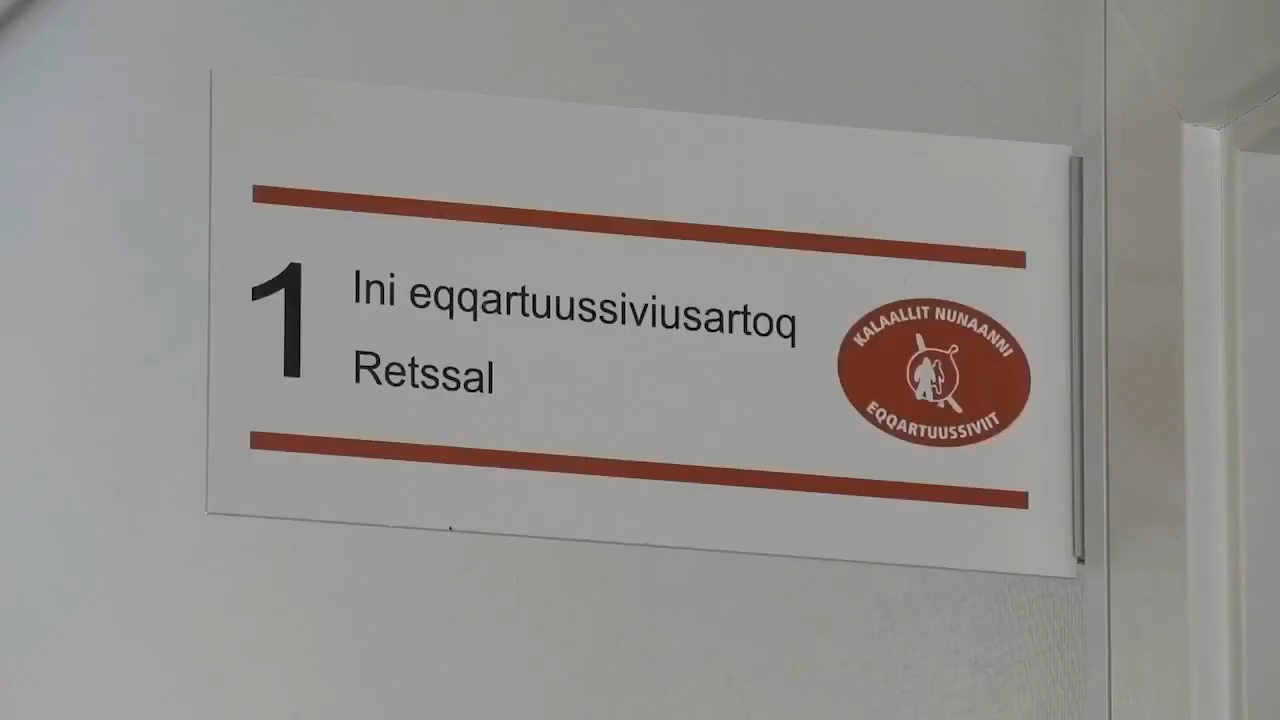 1
Ini eqqartuussiviusartoq
Retssal
KALAALLIT NUNAANNI
EQQARTUUSSIVIIT